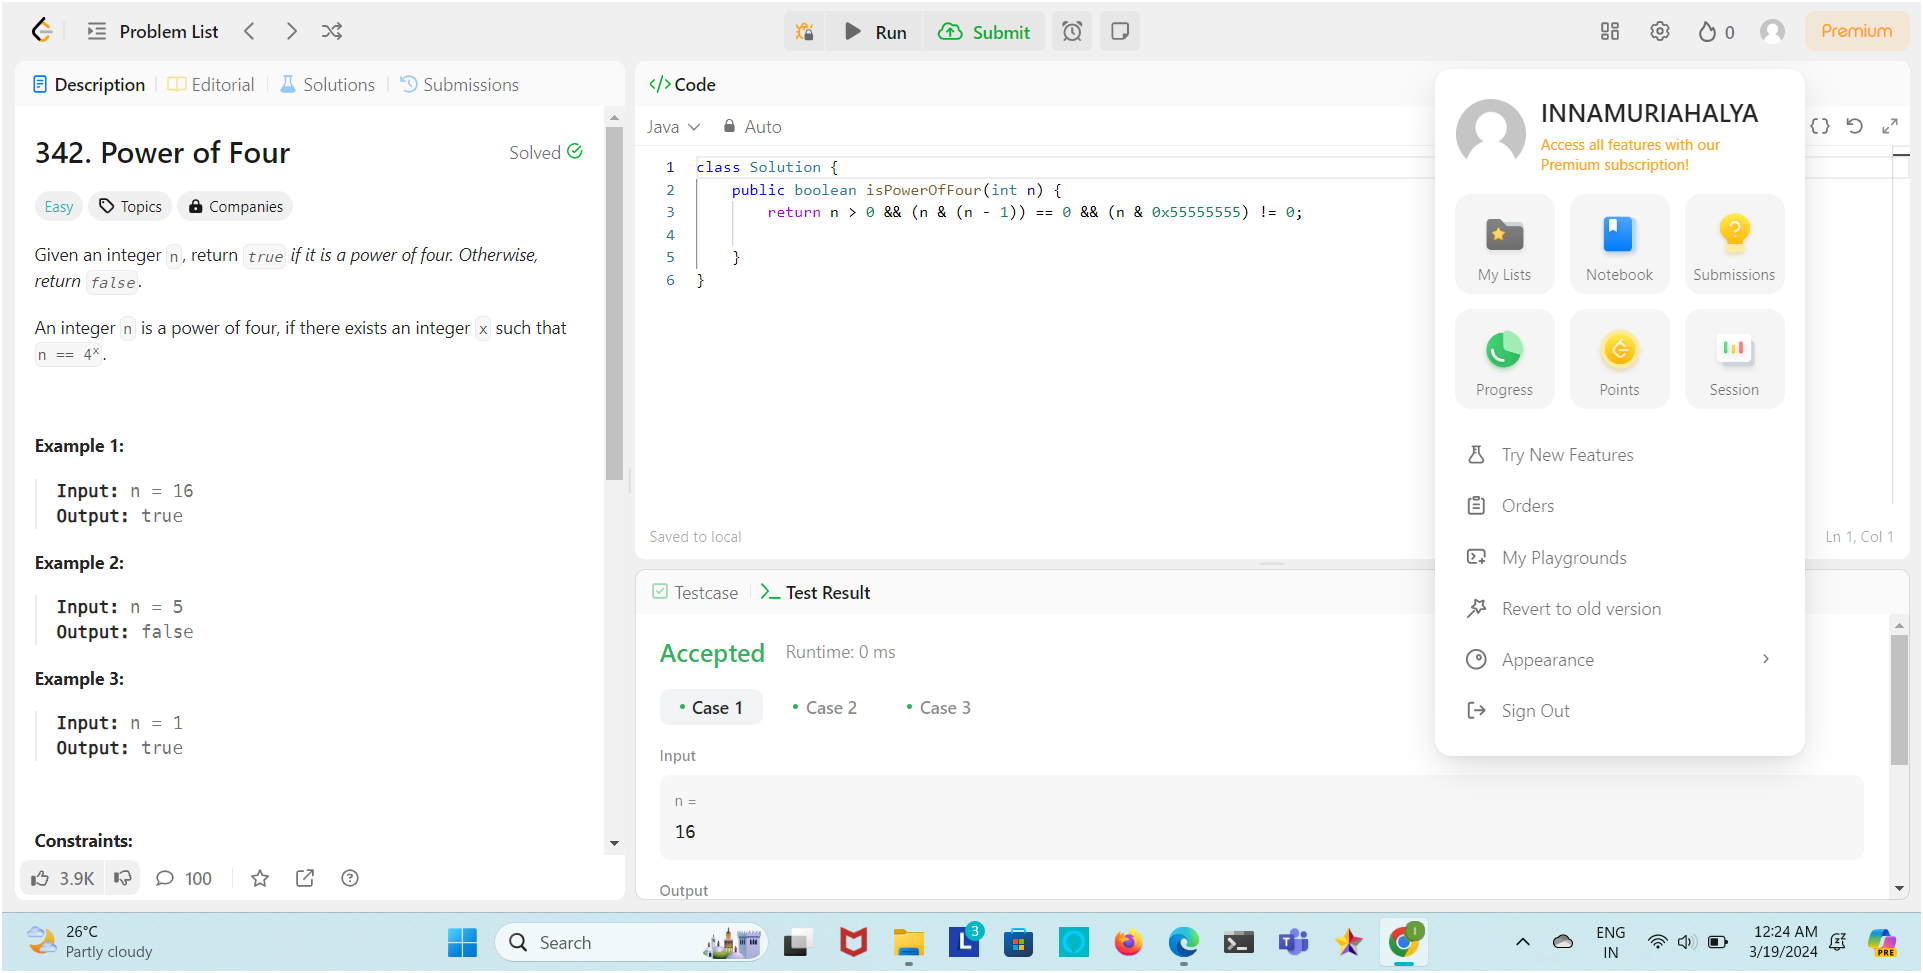 Problem List
Run
Submit
0
Premium
Description
Editorial
Solutions
Submissions
342. Power of Four
Solved
Easy
Topics
Companies
Given an integer n, return true if it is a power of four. Otherwise,
return false.
An integer n is a power of four, if there exists an integer x such that
n == 4ˣ.
Example 1:
Input: n = 16
Output: true
Example 2:
Input: n = 5
Output: false
Example 3:
Input: n = 1
Output: true
Constraints:
3.9K
100
</>Code
Java
Auto
{}
1 class Solution {
2 public boolean isPowerOfFour(int n) {
3 return n > 0 && (n & (n - 1)) == 0 && (n & 0x55555555) != 0;
4
5 }
6 }
Saved to local
Ln 1, Col 1
Testcase
Test Result
Accepted
Runtime: 0 ms
• Case 1
• Case 2
• Case 3
Input
n =
16
Output
INNAMURIAHALYA
Access all features with our
Premium subscription!
My Lists
Notebook
Submissions
Progress
Points
Session
Try New Features
Orders
My Playgrounds
Revert to old version
Appearance
Sign Out
26°C
Partly cloudy
Search
L
3
I
ENG
IN
12:24 AM
3/19/2024
PRE